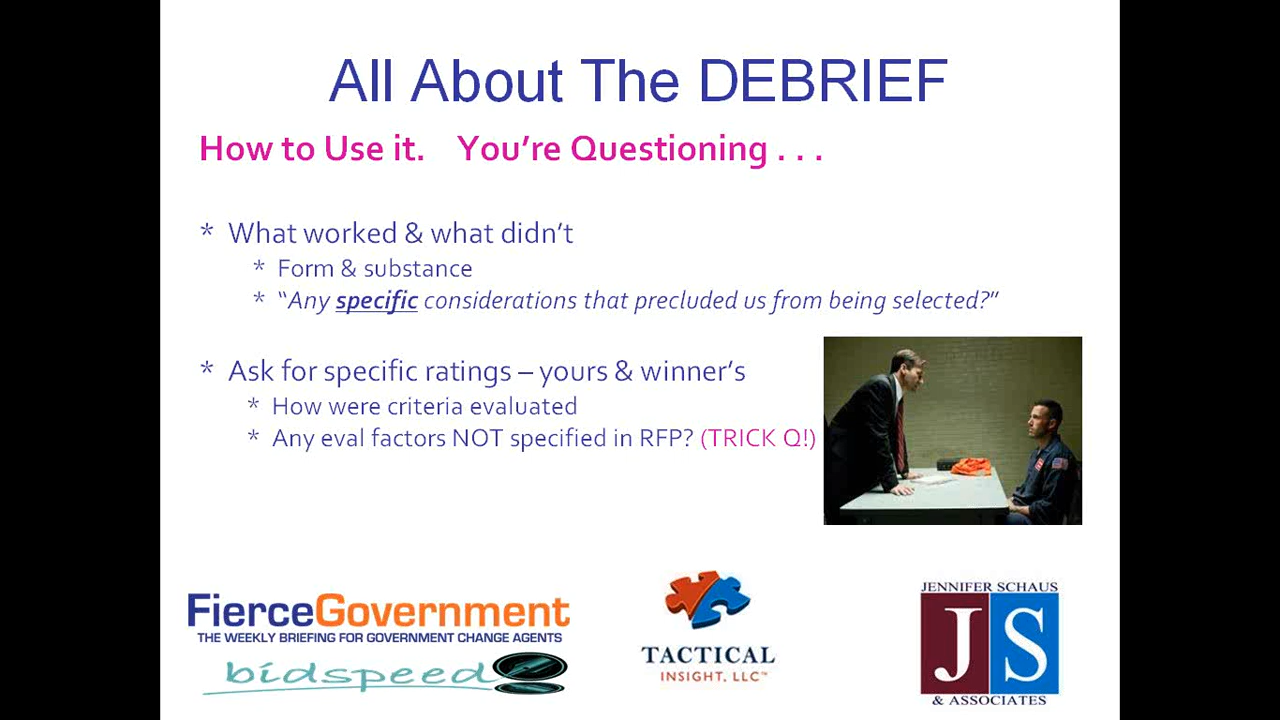 All About The DEBRIEF
How to Use it. You're Questioning . . .
* What worked & what didn't
* Form & substance
* "Any specific considerations that precluded us from being selected?"
* Ask for specific ratings – yours & winner's
* How were criteria evaluated
* Any eval factors NOT specified in RFP? (TRICK Q!)
FierceGovernment
THE WEEKLY BRIEFING FOR GOVERNMENT CHANGE AGENTS
bidspeed
TACTICAL
INSIGHT, LLC™
JENNIFER SCHAUS
JS
& ASSOCIATES